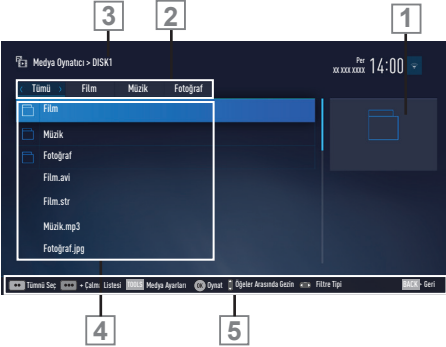 3 2 1
Medya Oynatıcı > DISK1
Per
xx xxx xxxx 14:00
‹ Tümü › Film Müzik Fotoğraf
Film
Müzik
Fotoğraf
Film.avi
Film.str
Müzik.mp3
Fotoğraf.jpg
Tümnü Seç + Çalma Listesi TOOLS Medya Ayarları OK Oynat Öğeler Arasında Gezin Filtre Tipi BACK - Geri
4 5